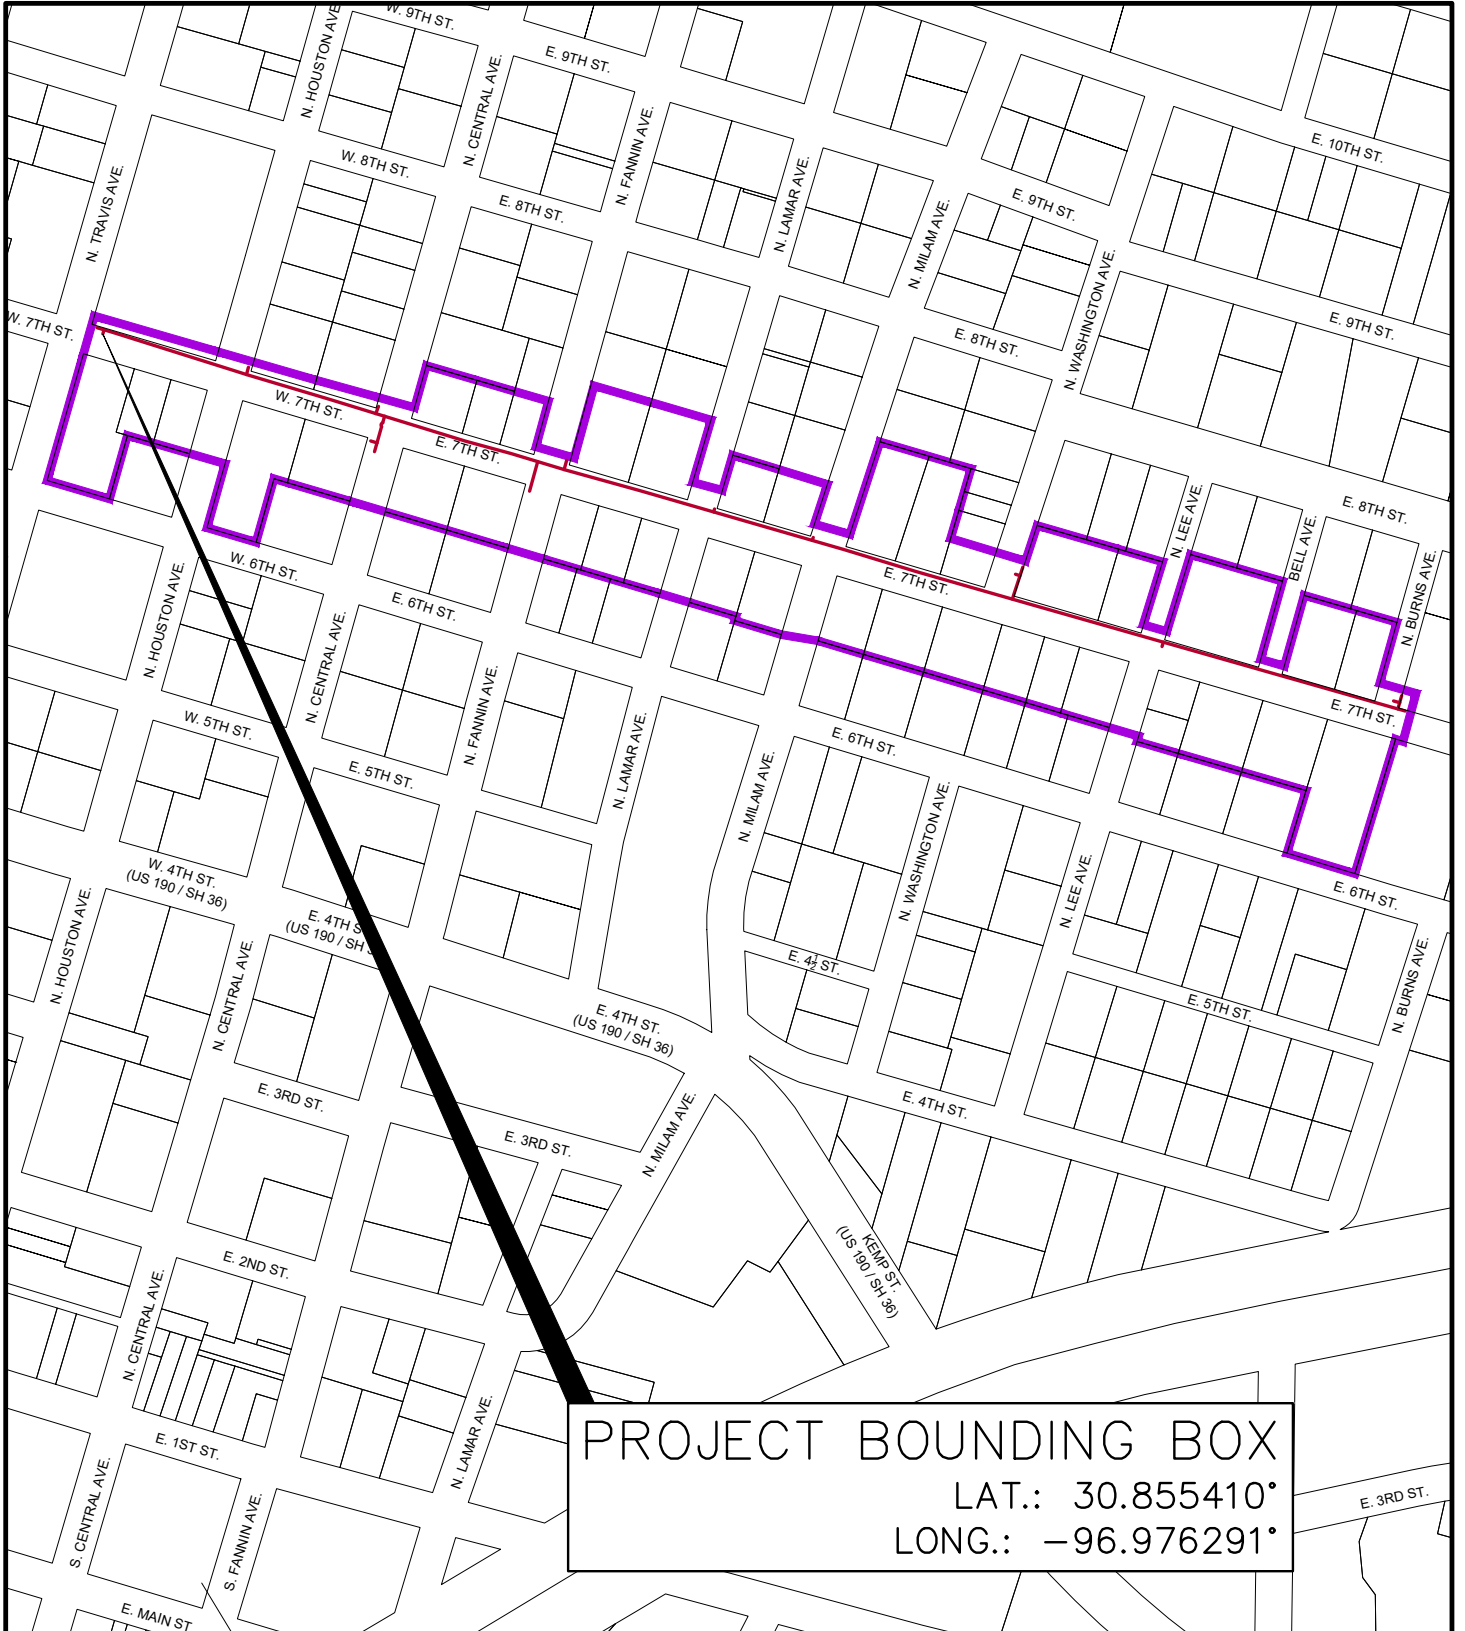 W. 9TH ST.
E. 9TH ST.
N. HOUSTON AVE.
N. CENTRAL AVE.
N. FANNIN AVE.
E. 10TH ST.
W. 8TH ST.
E. 8TH ST.
N. LAMAR AVE.
E. 9TH ST.
N. TRAVIS AVE.
N. MILAM AVE.
N. WASHINGTON AVE.
W. 7TH ST.
E. 9TH ST.
E. 8TH ST.
W. 7TH ST.
E. 7TH ST.
N. LEE AVE.
E. 8TH ST.
BELL AVE.
N. BURNS AVE.
W. 6TH ST.
E. 7TH ST.
E. 6TH ST.
N. HOUSTON AVE.
N. CENTRAL AVE.
N. FANNIN AVE.
E. 7TH ST.
W. 5TH ST.
E. 6TH ST.
N. LAMAR AVE.
N. MILAM AVE.
E. 5TH ST.
N. WASHINGTON AVE.
W. 4TH ST.
(US 190 / SH 36)
N. LEE AVE.
E. 6TH ST.
E. 4TH S
(US 190 / SH 3
N. HOUSTON AVE.
N. CENTRAL AVE.
E. 4½ ST.
N. BURNS AVE.
E. 5TH ST.
E. 4TH ST.
(US 190 / SH 36)
E. 3RD ST.
E. 4TH ST.
E. 3RD ST.
N. MILAM AVE.
E. 2ND ST.
KEMP ST.
(US 190 / SH 36)
N. CENTRAL AVE.
N. LAMAR AVE.
E. 1ST ST.
PROJECT BOUNDING BOX
LAT.: 30.855410°
LONG.: -96.976291°
E. 3RD ST.
S. CENTRAL AVE.
S. FANNIN AVE.
E. MAIN ST